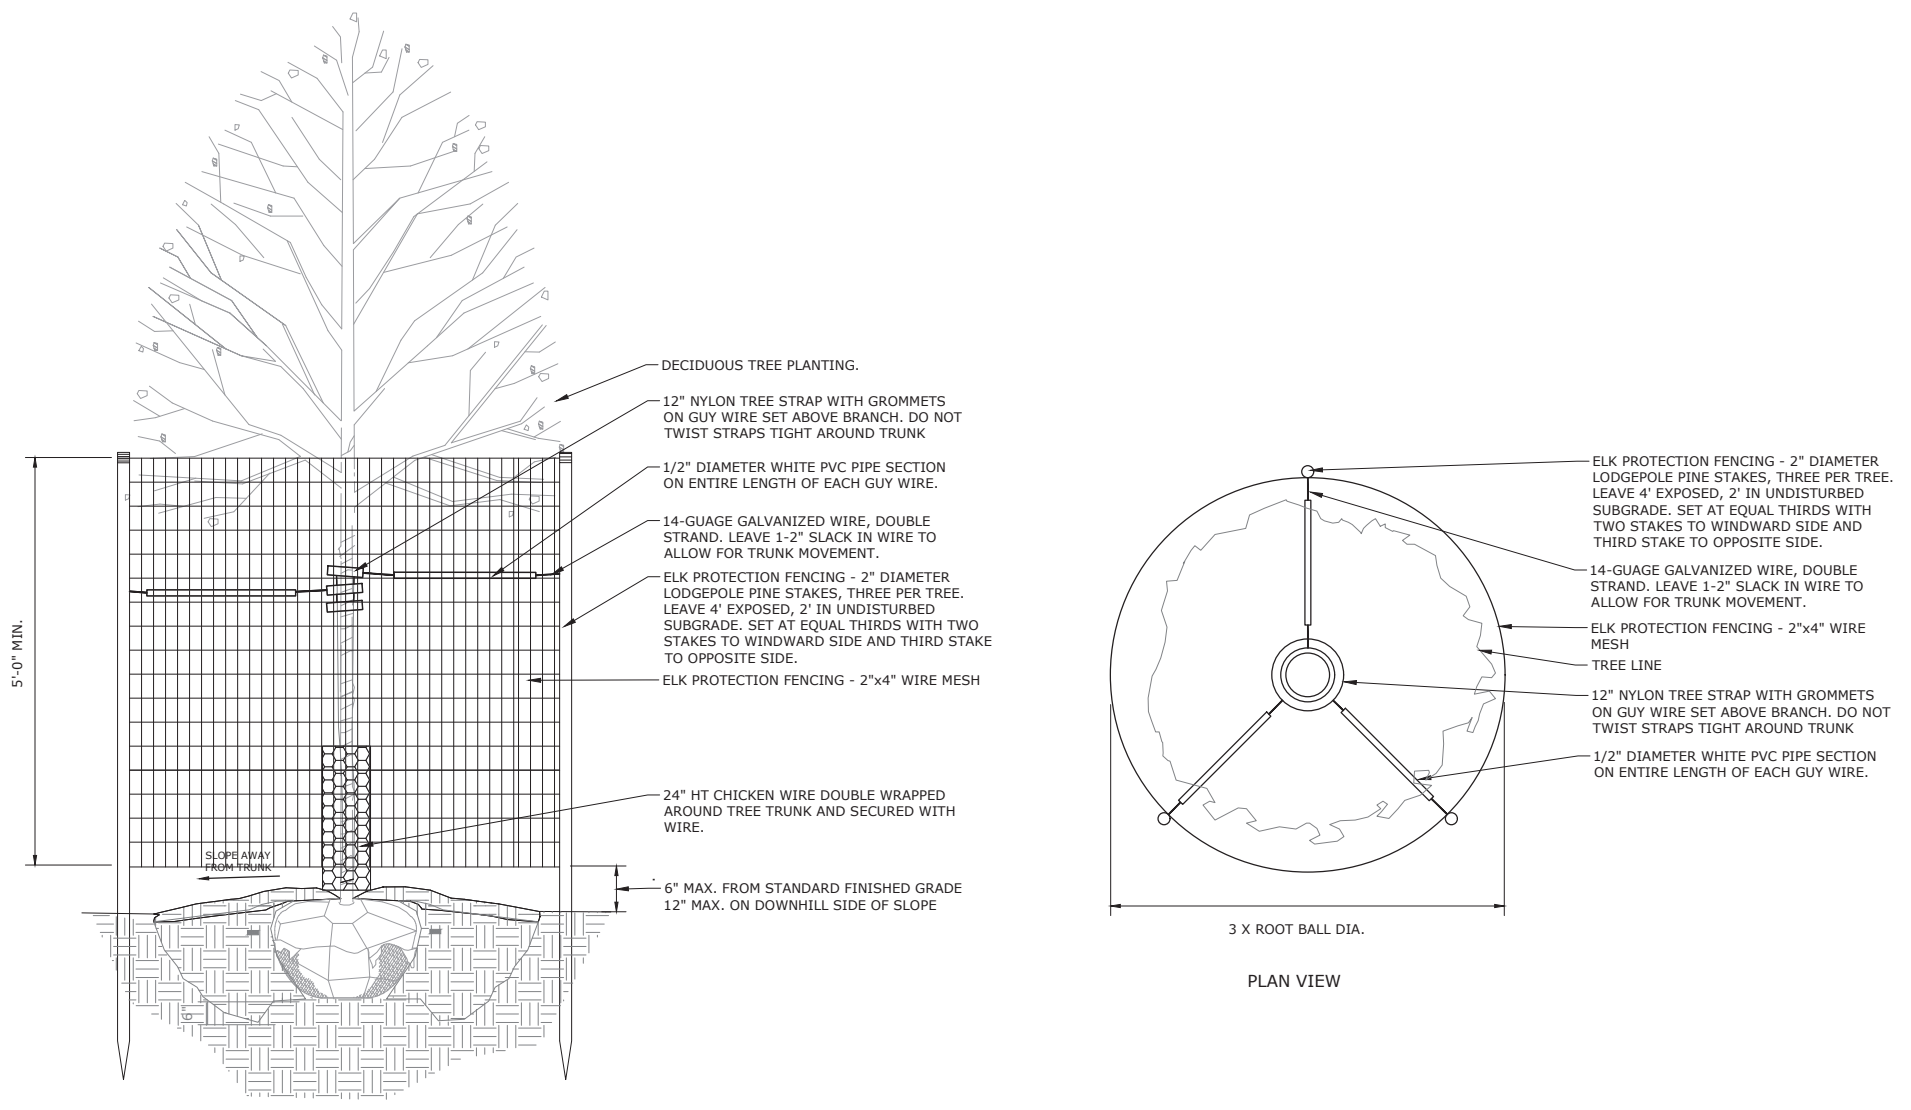 DECIDUOUS TREE PLANTING.
12" NYLON TREE STRAP WITH GROMMETS
ON GUY WIRE SET ABOVE BRANCH. DO NOT
TWIST STRAPS TIGHT AROUND TRUNK
1/2" DIAMETER WHITE PVC PIPE SECTION
ON ENTIRE LENGTH OF EACH GUY WIRE.
14-GUAGE GALVANIZED WIRE, DOUBLE
STRAND. LEAVE 1-2" SLACK IN WIRE TO
ALLOW FOR TRUNK MOVEMENT.
ELK PROTECTION FENCING - 2" DIAMETER
LODGEPOLE PINE STAKES, THREE PER TREE.
LEAVE 4' EXPOSED, 2' IN UNDISTURBED
SUBGRADE. SET AT EQUAL THIRDS WITH TWO
STAKES TO WINDWARD SIDE AND THIRD STAKE
TO OPPOSITE SIDE.
ELK PROTECTION FENCING - 2"x4" WIRE MESH
24" HT CHICKEN WIRE DOUBLE WRAPPED
AROUND TREE TRUNK AND SECURED WITH
WIRE.
6" MAX. FROM STANDARD FINISHED GRADE
12" MAX. ON DOWNHILL SIDE OF SLOPE
5'-0" MIN.
SLOPE AWAY
FROM TRUNK
6"
ELK PROTECTION FENCING - 2" DIAMETER
LODGEPOLE PINE STAKES, THREE PER TREE.
LEAVE 4' EXPOSED, 2' IN UNDISTURBED
SUBGRADE. SET AT EQUAL THIRDS WITH
TWO STAKES TO WINDWARD SIDE AND
THIRD STAKE TO OPPOSITE SIDE.
14-GUAGE GALVANIZED WIRE, DOUBLE
STRAND. LEAVE 1-2" SLACK IN WIRE TO
ALLOW FOR TRUNK MOVEMENT.
ELK PROTECTION FENCING - 2"x4" WIRE
MESH
TREE LINE
12" NYLON TREE STRAP WITH GROMMETS
ON GUY WIRE SET ABOVE BRANCH. DO NOT
TWIST STRAPS TIGHT AROUND TRUNK
1/2" DIAMETER WHITE PVC PIPE SECTION
ON ENTIRE LENGTH OF EACH GUY WIRE.
3 X ROOT BALL DIA.
PLAN VIEW